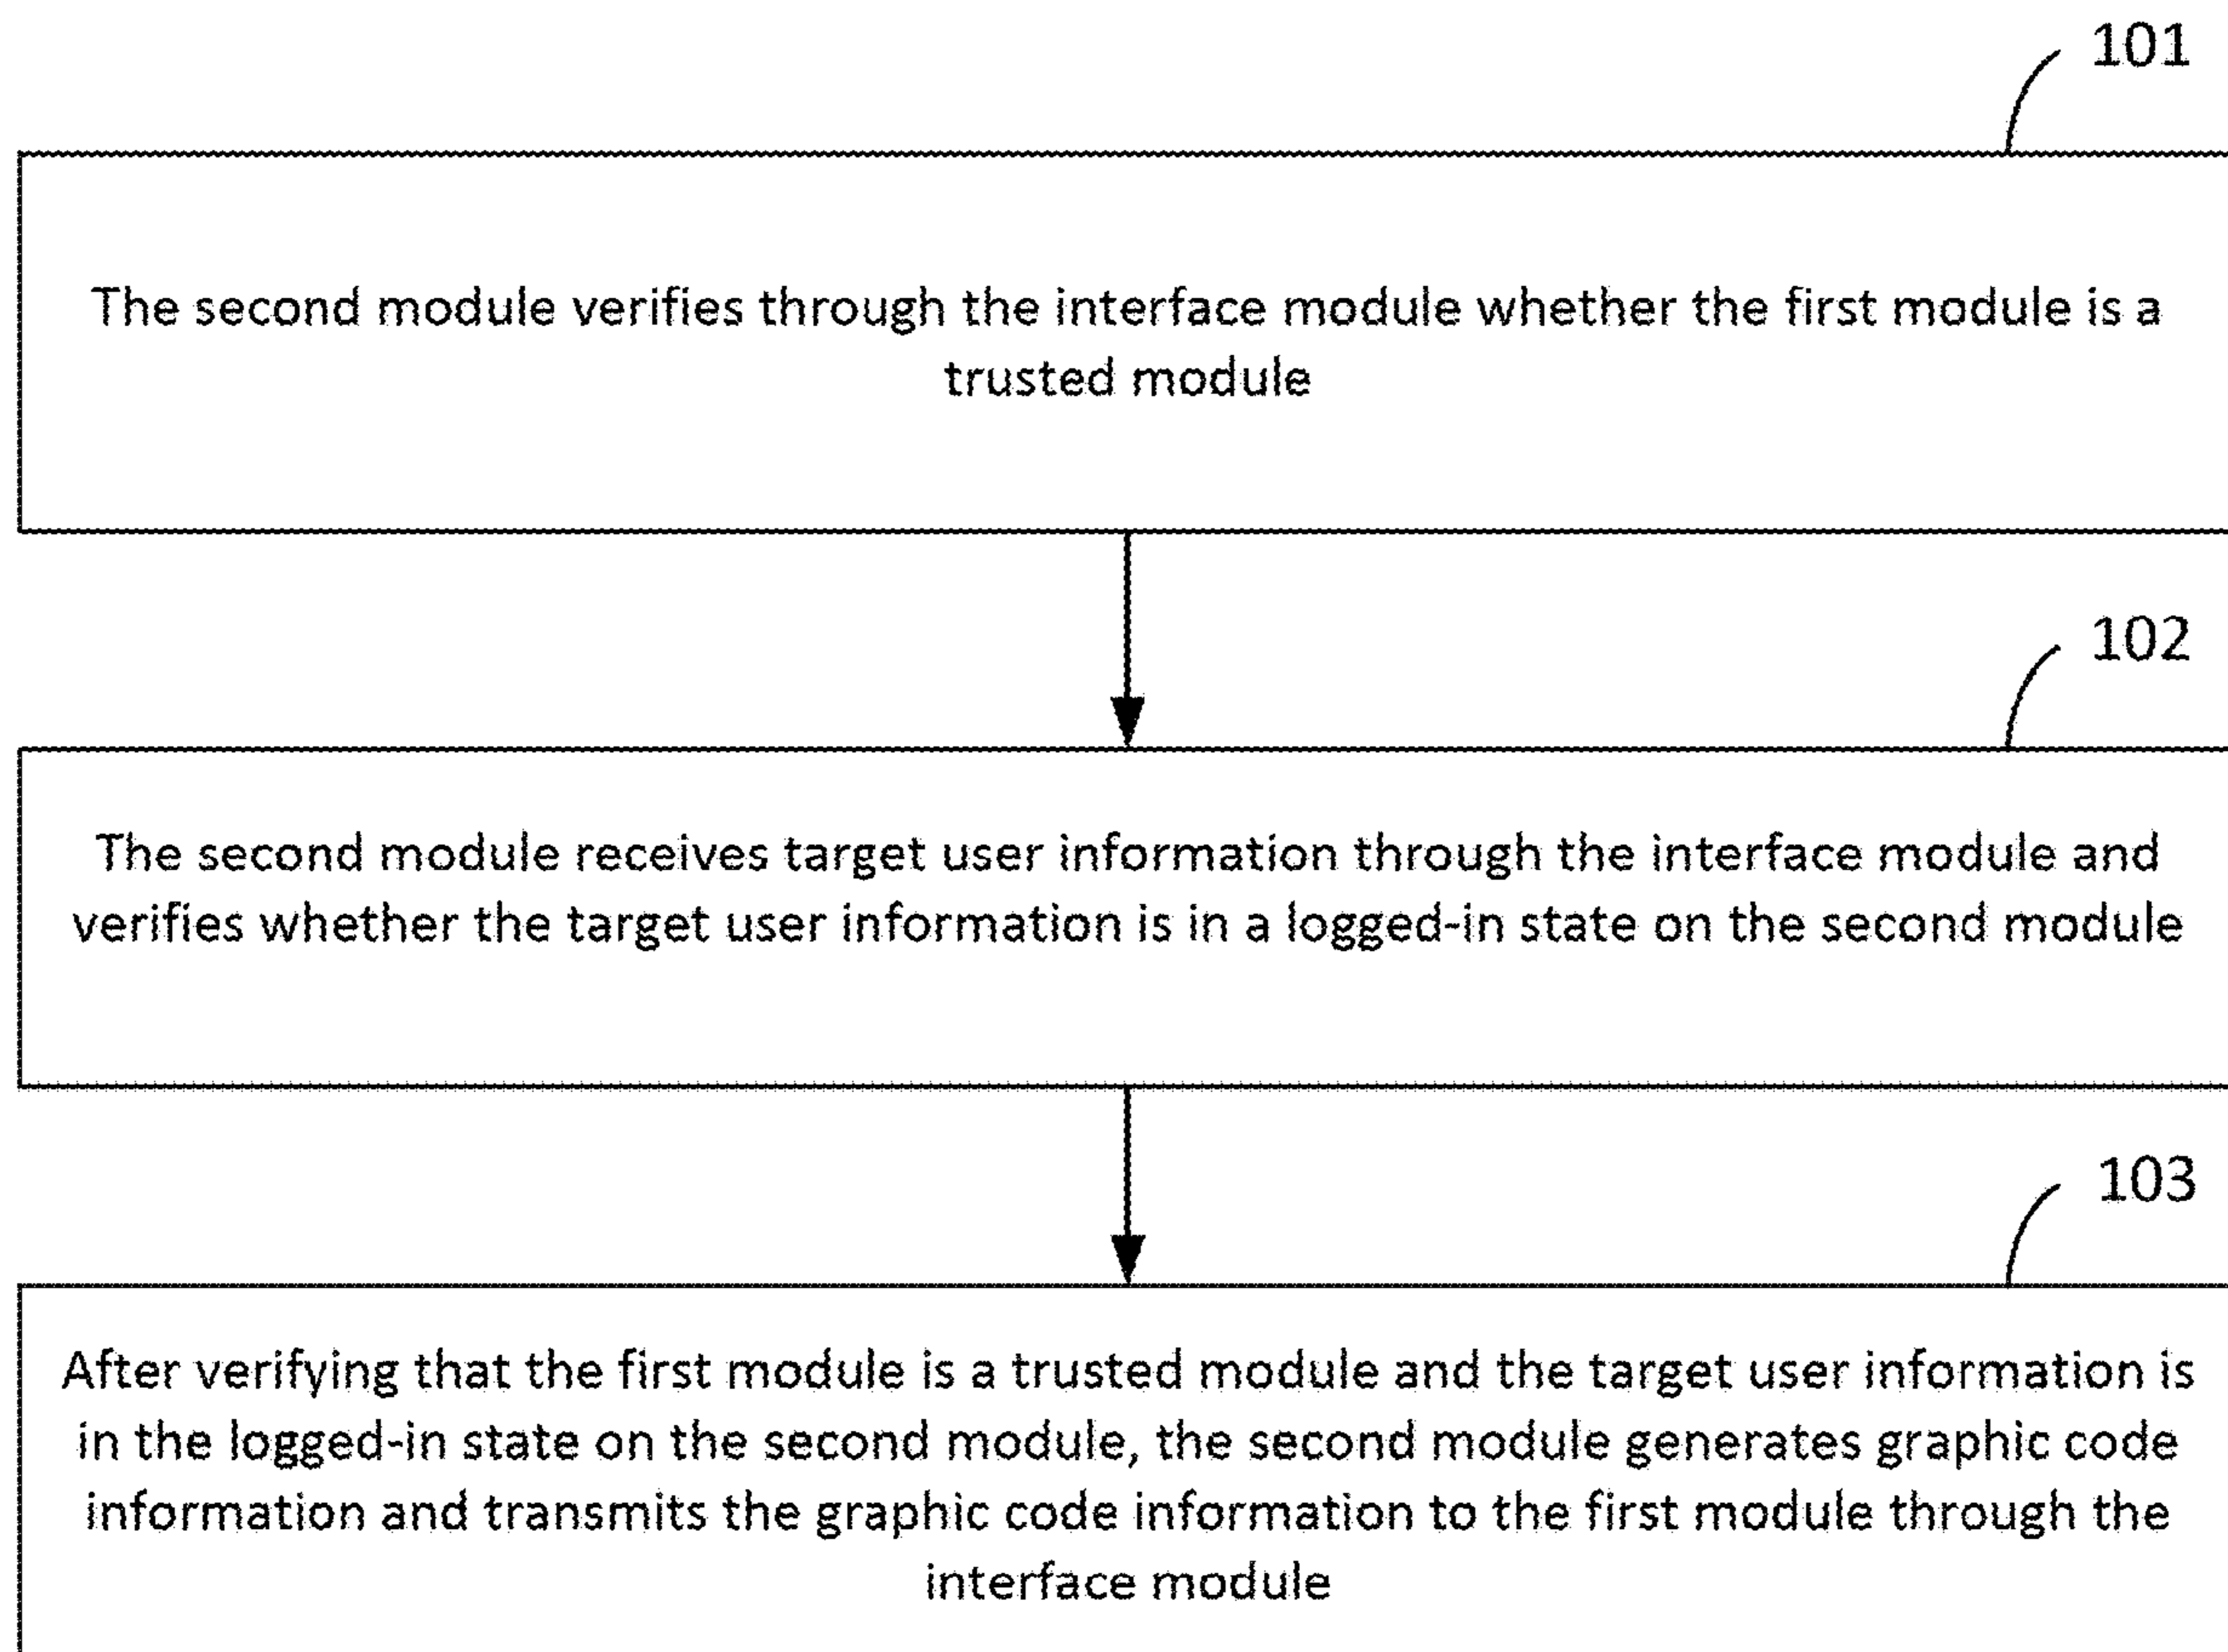 101
The second module verifies through the interface module whether the first module is a
trusted module
102
The second module receives target user information through the interface module and
verifies whether the target user information is in a logged-in state on the second module
103
After verifying that the first module is a trusted module and the target user information is
in the logged-in state on the second module, the second module generates graphic code
information and transmits the graphic code information to the first module through the
interface module